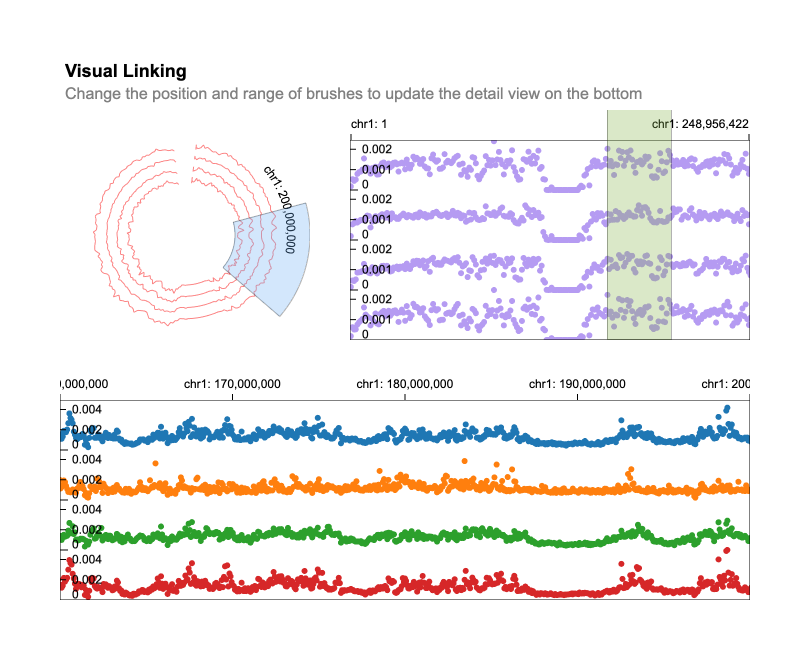 Visual Linking
Change the position and range of brushes to update the detail view on the bottom
chr1: 1
chr1: 248,956,422
chr1: 200,000,000
0.002
0.001
0
0.002
0.001
0
0.002
0.001
0
0.002
0.001
0
0,000,000
chr1: 170,000,000
chr1: 180,000,000
chr1: 190,000,000
chr1: 200
0.004
0.002
0
0.004
0.002
0
0.004
0.002
0
0.004
0.002
0